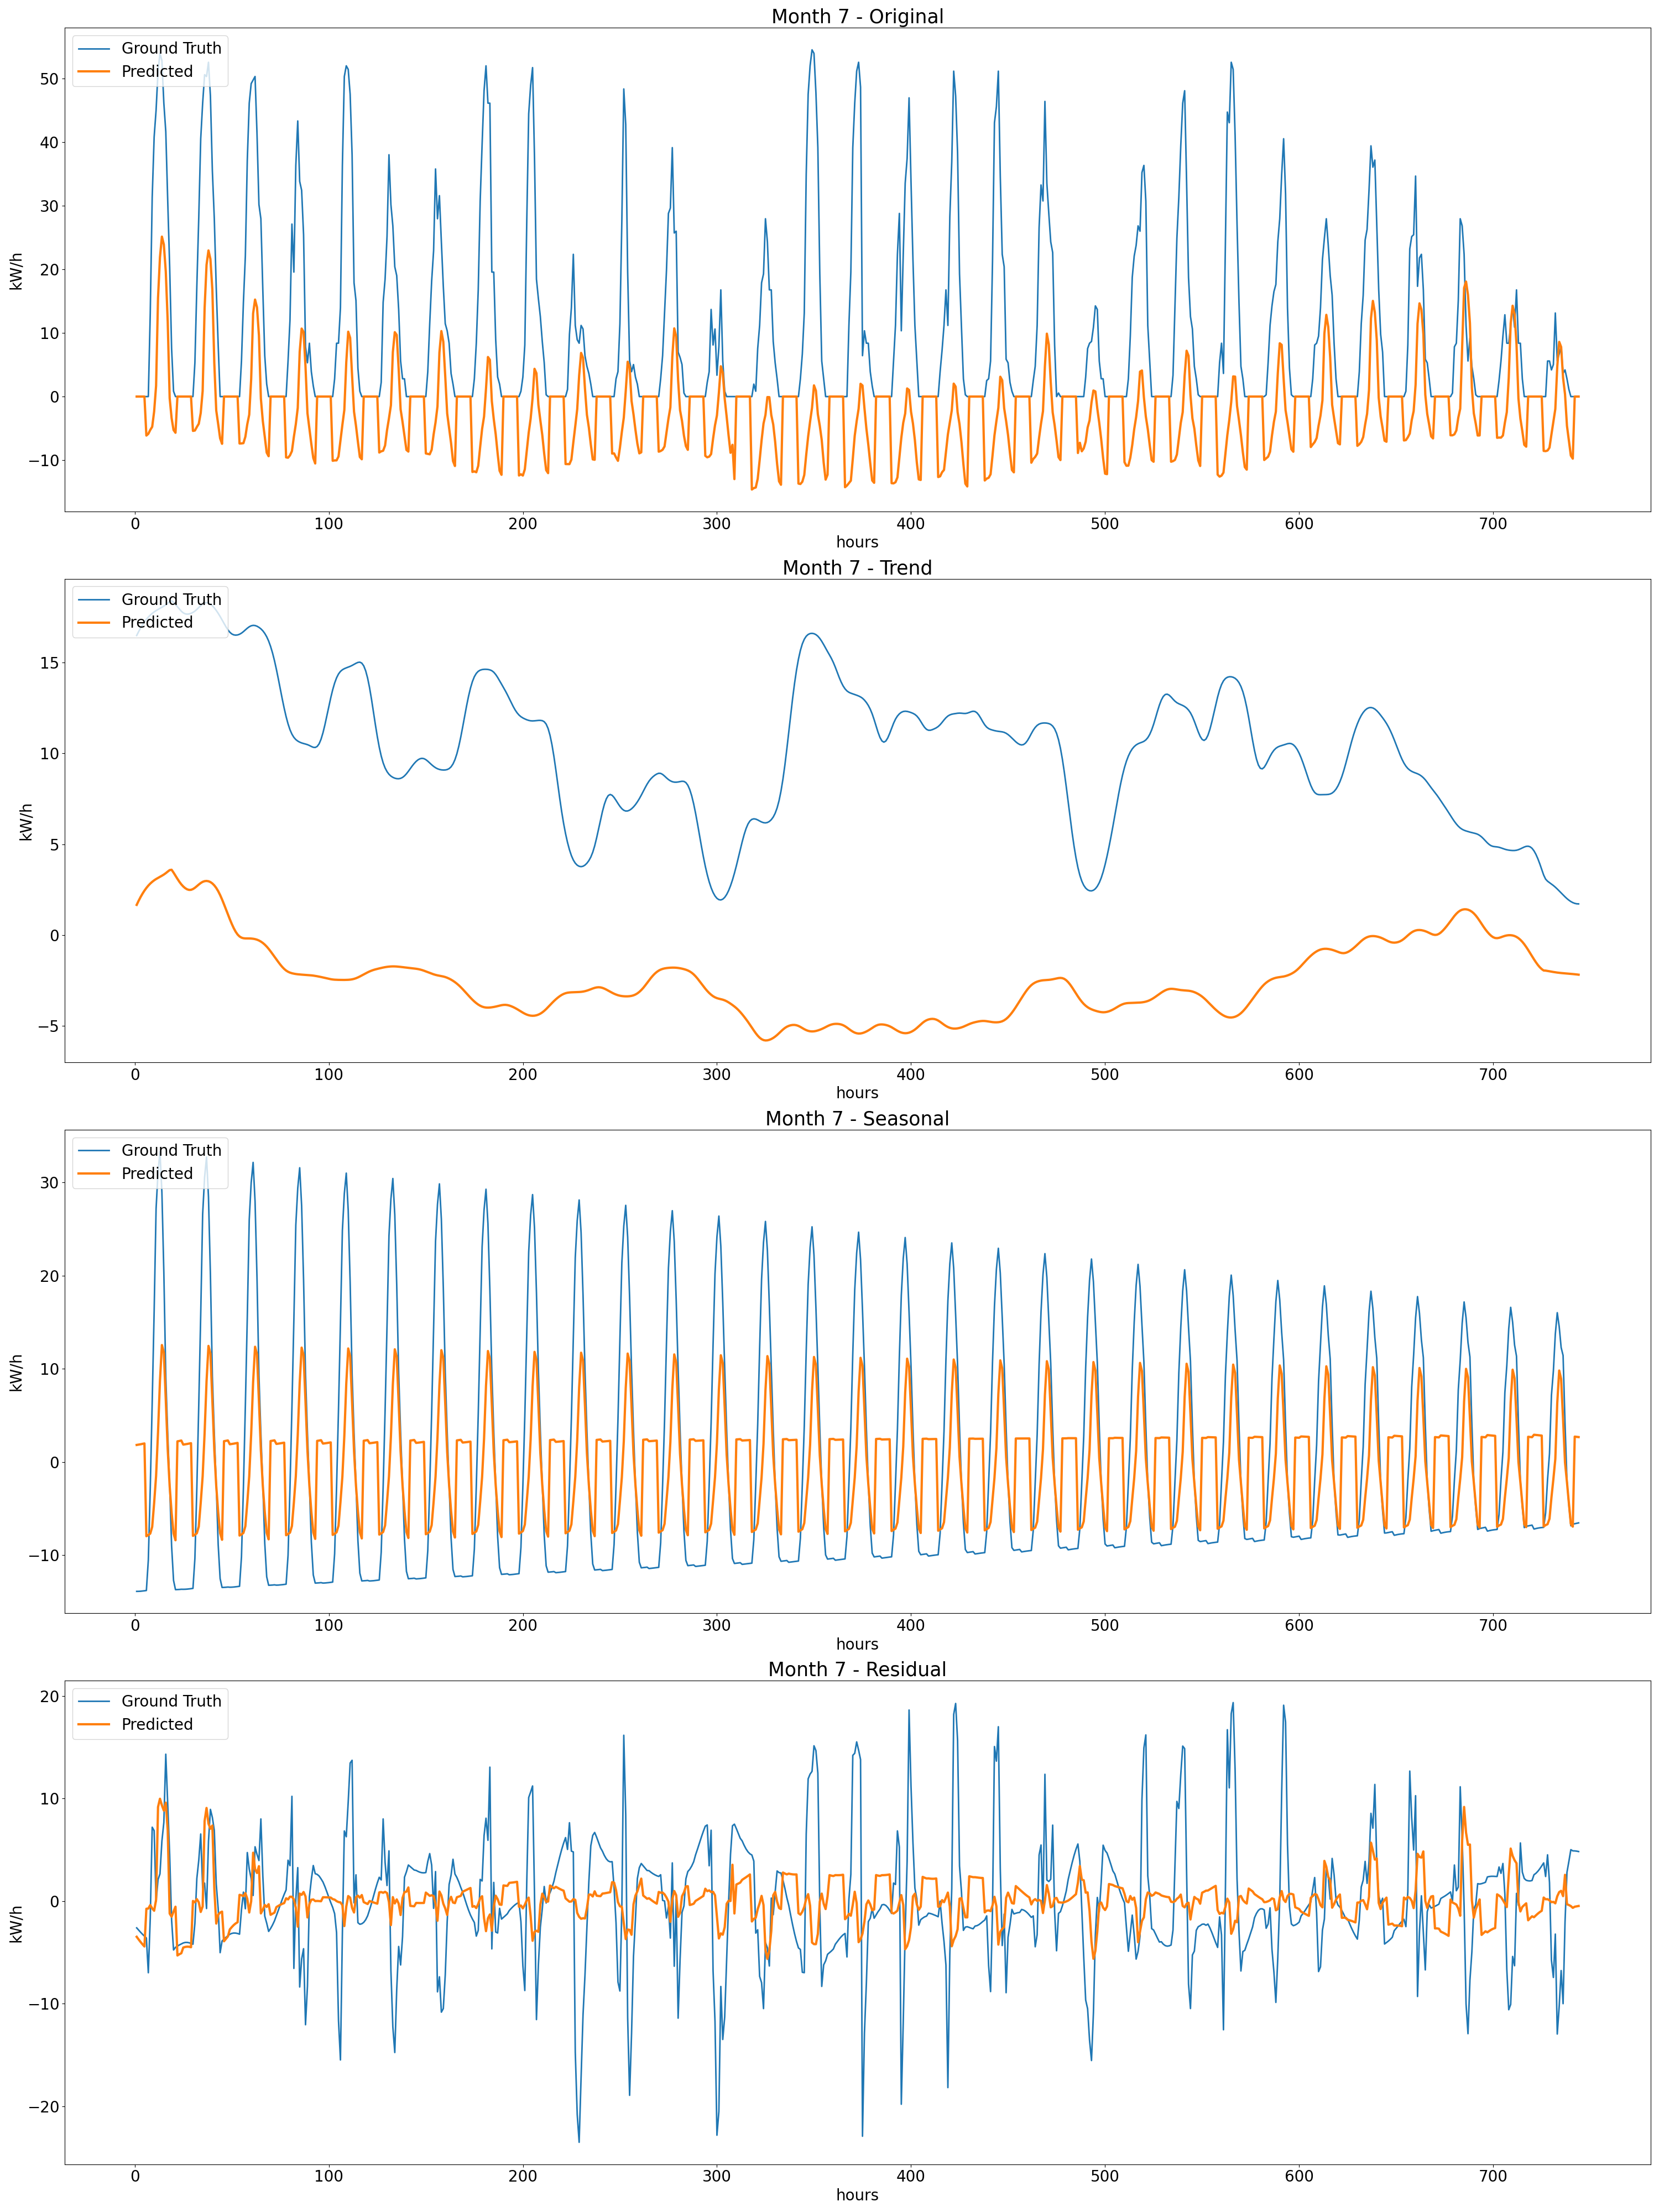 Month 7 - Original
Ground Truth
Predicted
kW/h
50
40
30
20
10
0
−10
0 100 200 300 400 500 600 700
hours
Month 7 - Trend
Ground Truth
Predicted
kW/h
15
10
5
0
−5
0 100 200 300 400 500 600 700
hours
Month 7 - Seasonal
Ground Truth
Predicted
kW/h
30
20
10
0
−10
0 100 200 300 400 500 600 700
hours
Month 7 - Residual
Ground Truth
Predicted
kW/h
20
10
0
−10
−20
0 100 200 300 400 500 600 700
hours